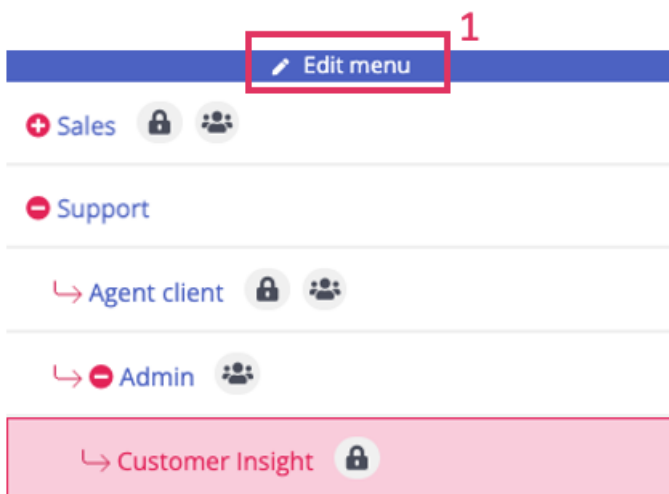 1
Edit menu
Sales
Support
Agent client
Admin
Customer Insight